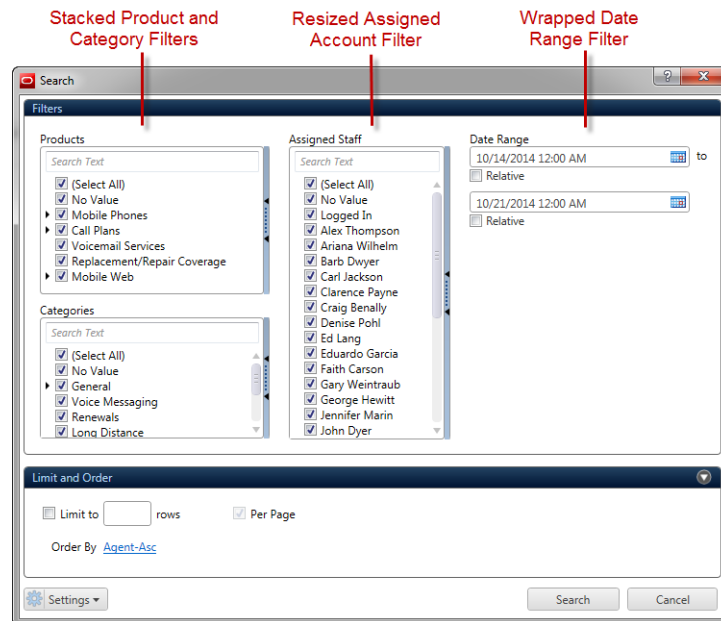 Stacked Product and
Category Filters
Resized Assigned
Account Filter
Wrapped Date
Range Filter
Search
?
Filters
Products
Search Text
(Select All)
No Value
Mobile Phones
Call Plans
Voicemail Services
Replacement/Repair Coverage
Mobile Web
Categories
Search Text
(Select All)
No Value
General
Voice Messaging
Renewals
Long Distance
Assigned Staff
Search Text
(Select All)
No Value
Logged In
Alex Thompson
Ariana Wilhelm
Barb Dwyer
Carl Jackson
Clarence Payne
Craig Benally
Denise Pohl
Ed Lang
Eduardo Garcia
Faith Carson
Gary Weintraub
George Hewitt
Jennifer Marin
John Dyer
Date Range
10/14/2014 12:00 AM to
Relative
10/21/2014 12:00 AM
Relative
Limit and Order
Limit to rows Per Page
Order By Agent-Asc
Settings Search Cancel